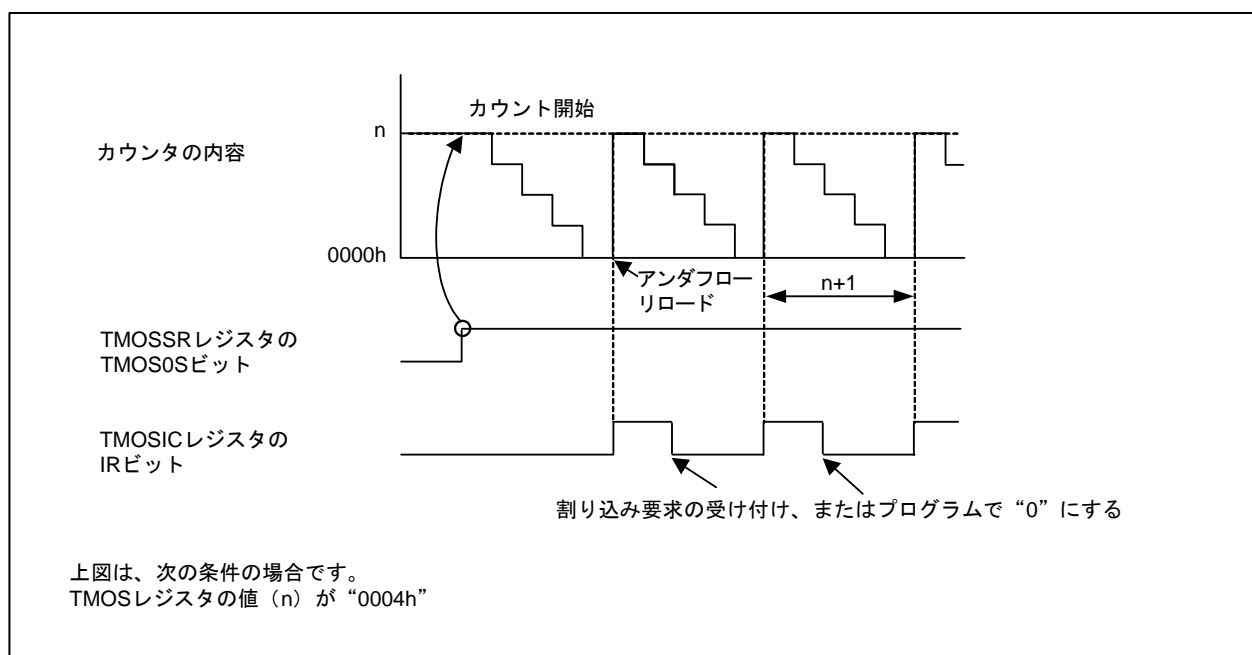 カウント開始
n
カウンタの内容
0000h
アンダフロー
リロード
n+1
TMOSSRレジスタの
TMOS0Sビット
TMOSICレジスタの
IRビット
割り込み要求の受け付け、またはプログラムで“0”にする
上図は、次の条件の場合です。
TMOSレジスタの値（n）が“0004h”